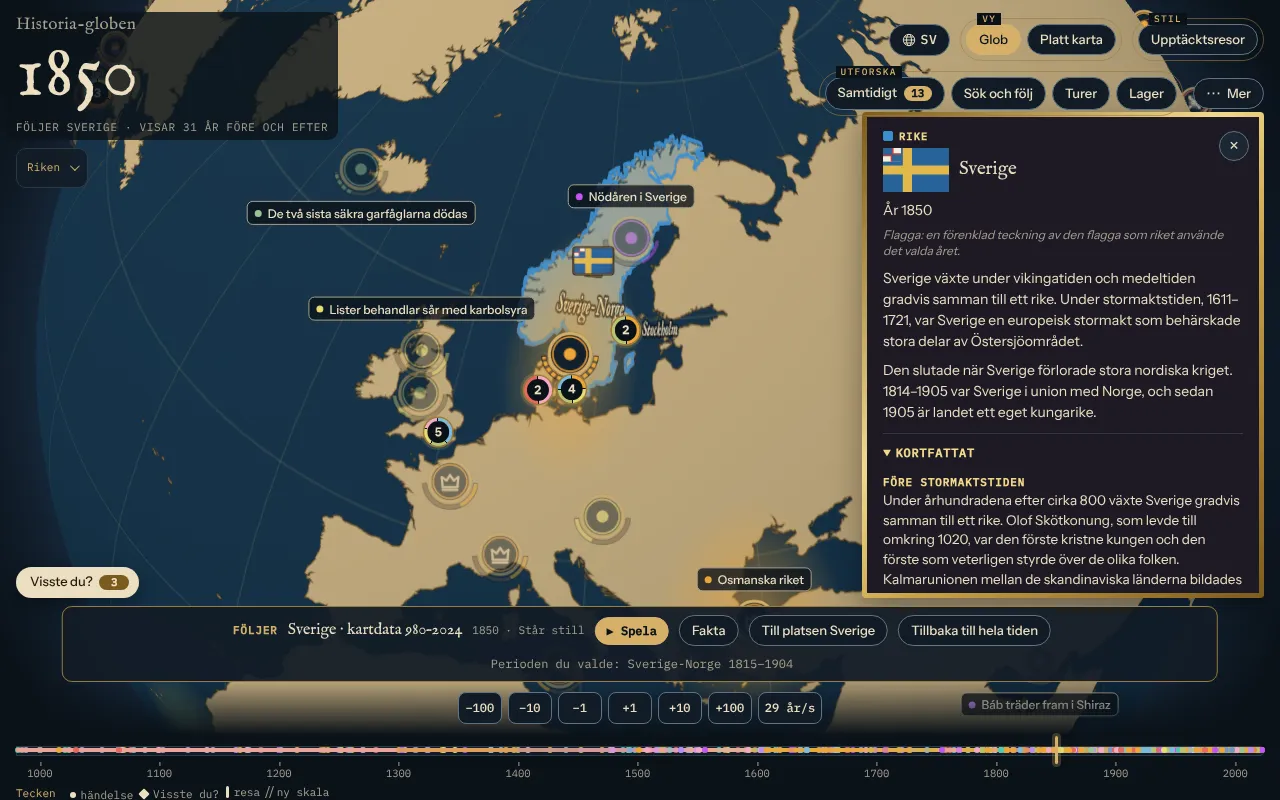 Historia-globen
1850
FÖLJER SVERIGE · VISAR 31 ÅR FÖRE OCH EFTER
Riken
SV
VY
Glob
Platt karta
STIL
Upptäcktsresor
UTFORSKA
Samtidigt 13
Sök och följ
Turer
Lager
··· Mer
De två sista säkra garfåglarna dödas
Nödåren i Sverige
Lister behandlar sår med karbolsyra
Sverige-Norge
2
Stockholm
2
4
5
Osmanska riket
Båb träder fram i Shiraz
RIKE
×
Sverige
År 1850
Flagga: en förenklad teckning av den flagga som riket använde
det valda året.
Sverige växte under vikingatiden och medeltiden
gradvis samman till ett rike. Under stormaktstiden, 1611–
1721, var Sverige en europeisk stormakt som behärskade
stora delar av Östersjöområdet.
Den slutade när Sverige förlorade stora nordiska kriget.
1814–1905 var Sverige i union med Norge, och sedan
1905 är landet ett eget kungarike.
▼ KORTFATTAT
FÖRE STORMAKTSTIDEN
Under århundradena efter cirka 800 växte Sverige gradvis
samman till ett rike. Olof Skötkonung, som levde till
omkring 1020, var den förste kristne kungen och den
förste som veterligen styrde över de olika folken.
Kalmarunionen mellan de skandinaviska länderna bildades
Visste du? 3
FÖLJER Sverige · kartdata 980–2024 1850 · Står still
▶ Spela
Fakta
Till platsen Sverige
Tillbaka till hela tiden
Perioden du valde: Sverige-Norge 1815–1904
−100
−10
−1
+1
+10
+100
29 år/s
1000 1100 1200 1300 1400 1500 1600 1700 1800 1900 2000
Tecken ● händelse ◆ Visste du? resa // ny skala